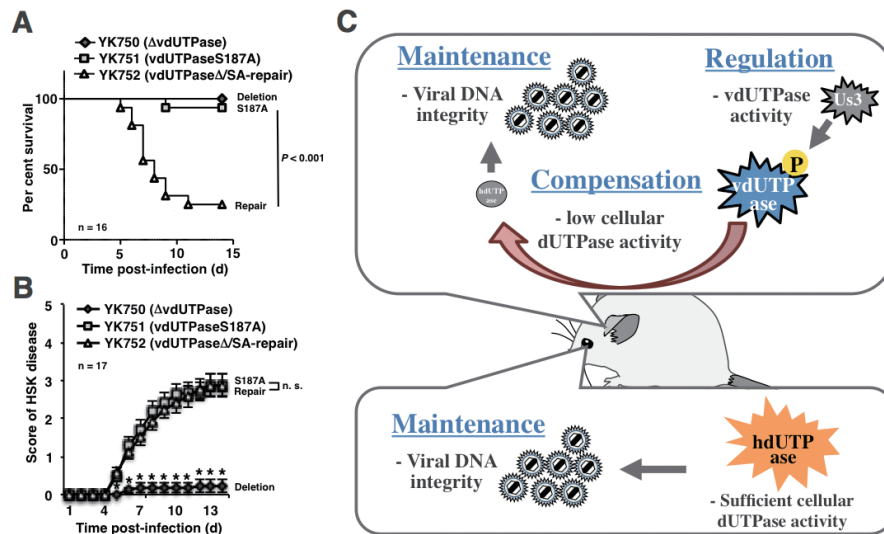 A
YK750 (ΔvdUTPase)
YK751 (vdUTPaseS187A)
YK752 (vdUTPaseΔ/SA-repair)
Per cent survival
100
50
0
0
5
10
15
Time post-infection (d)
n = 16
Deletion
S187A
P < 0.001
Repair
B
YK750 (ΔvdUTPase)
YK751 (vdUTPaseS187A)
YK752 (vdUTPaseΔ/SA-repair)
Score of HSK disease
5
4
3
2
1
0
n = 17
S187A
Repair
n. s.
* * * * * * * * * *
Deletion
1
4
7
10
13
Time post-infection (d)
C
Maintenance
- Viral DNA
integrity
hdUTP
ase
Compensation
- low cellular
dUTPase activity
Regulation
- vdUTPase
activity
Us3
P
vdUTP
ase
Maintenance
- Viral DNA
integrity
hdUTP
ase
- Sufficient cellular
dUTPase activity